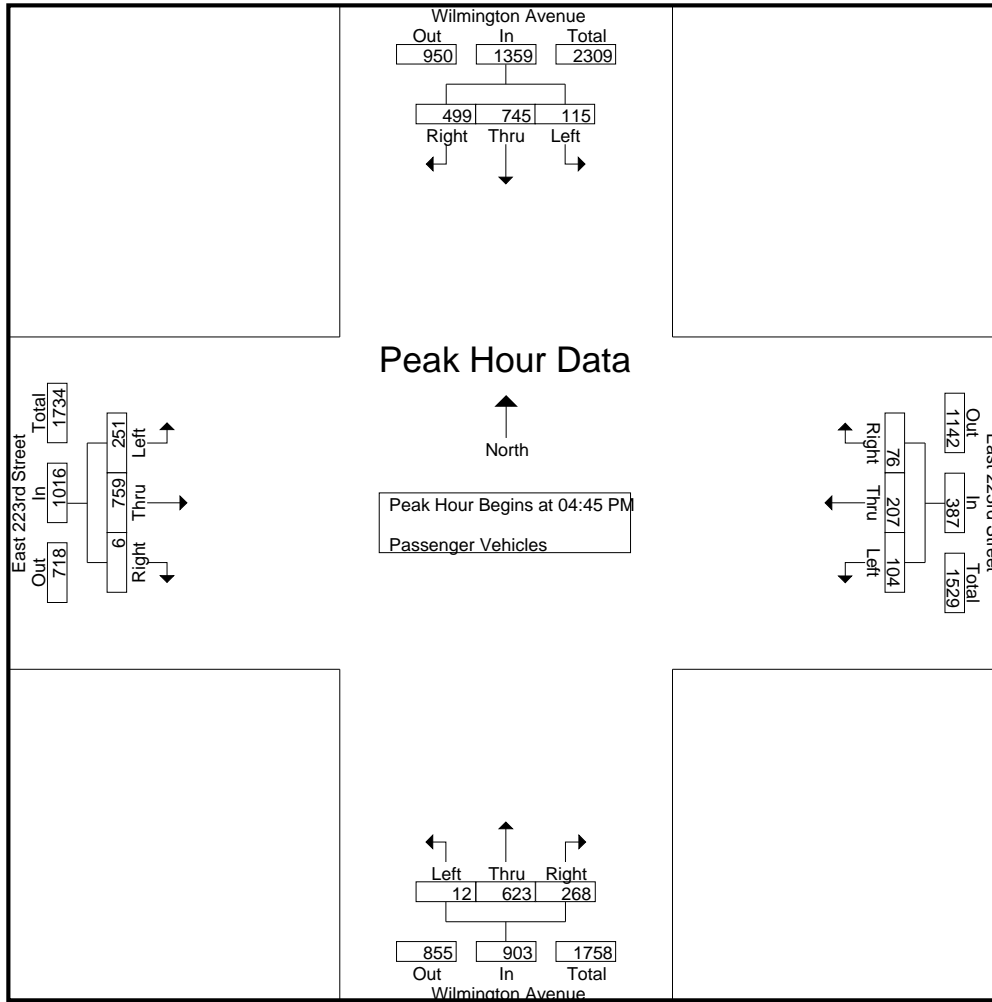 Wilmington Avenue
Out In Total
950 1359 2309
499 745 115
Right Thru Left
Peak Hour Data
North
Peak Hour Begins at 04:45 PM
Passenger Vehicles
East 223rd Street
Total In Out
1734 1016 718
251 759 6
Left Thru Right
East 223rd Street
Out In Total
1142 387 1529
76 207 104
Right Thru Left
Left Thru Right
12 623 268
855 903 1758
Out In Total
Wilmington Avenue